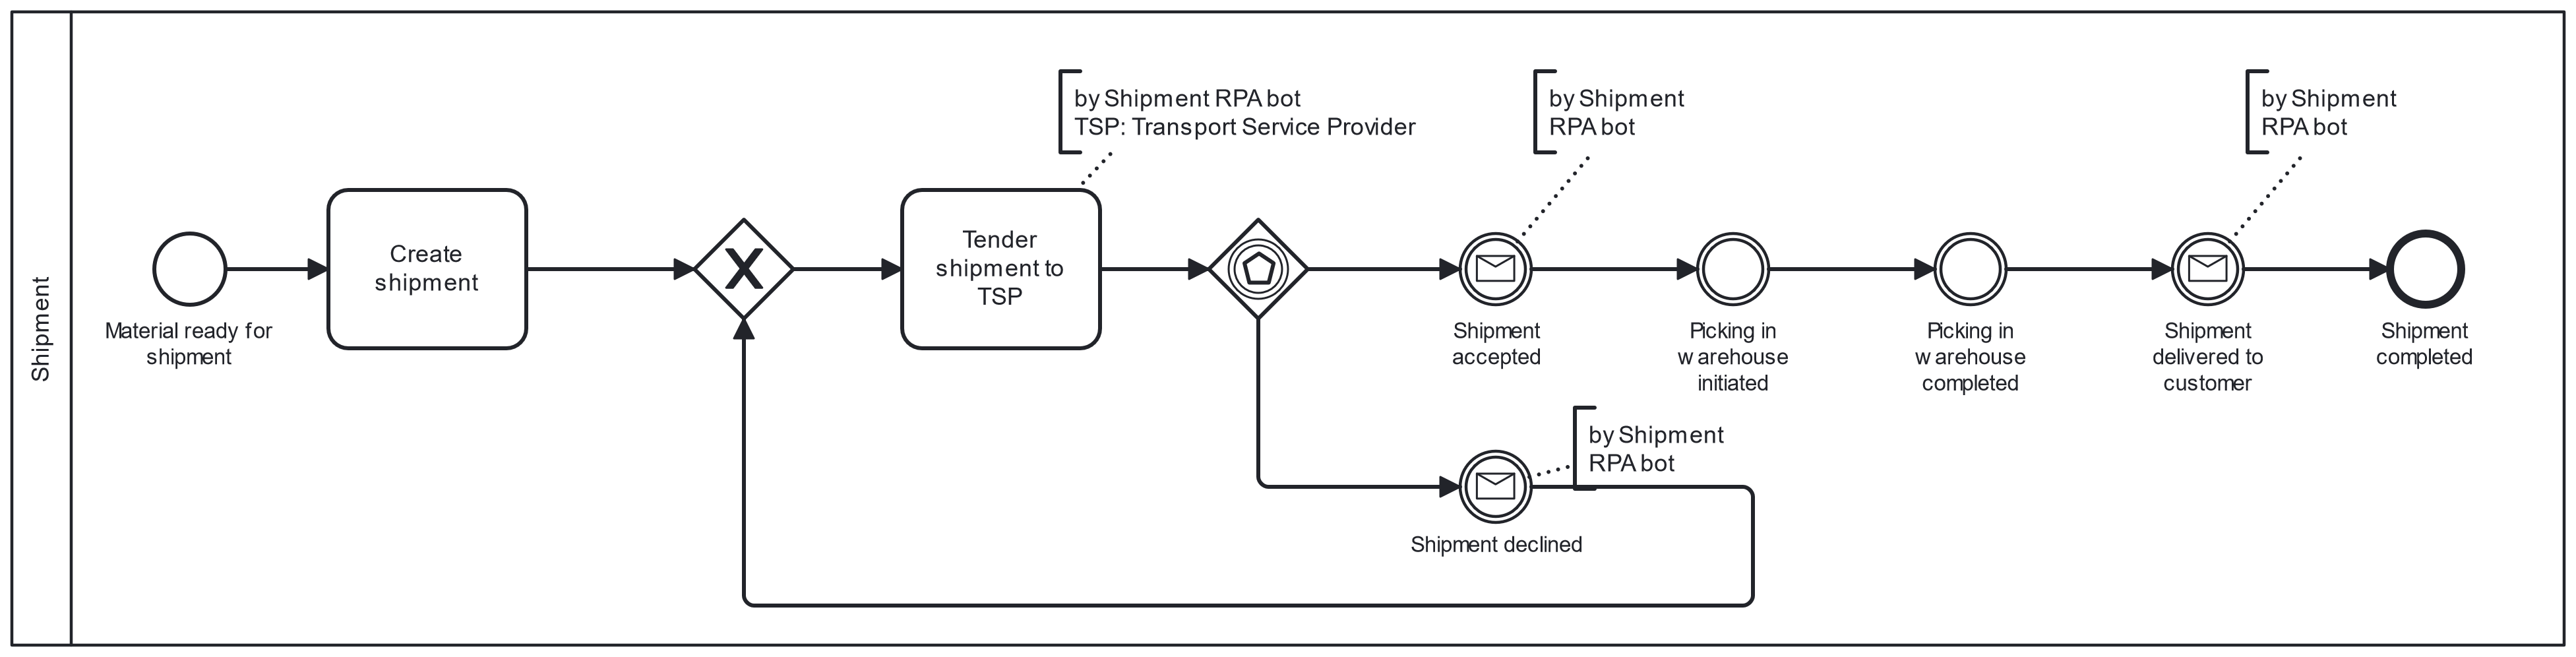 Shipment
by Shipment RPA bot
TSP: Transport Service Provider
by Shipment
RPA bot
by Shipment
RPA bot
Material ready for
shipment
Create
shipment
X
Tender
shipment to
TSP
Shipment
accepted
Picking in
warehouse
initiated
Picking in
warehouse
completed
Shipment
delivered to
customer
Shipment
completed
by Shipment
RPA bot
Shipment declined